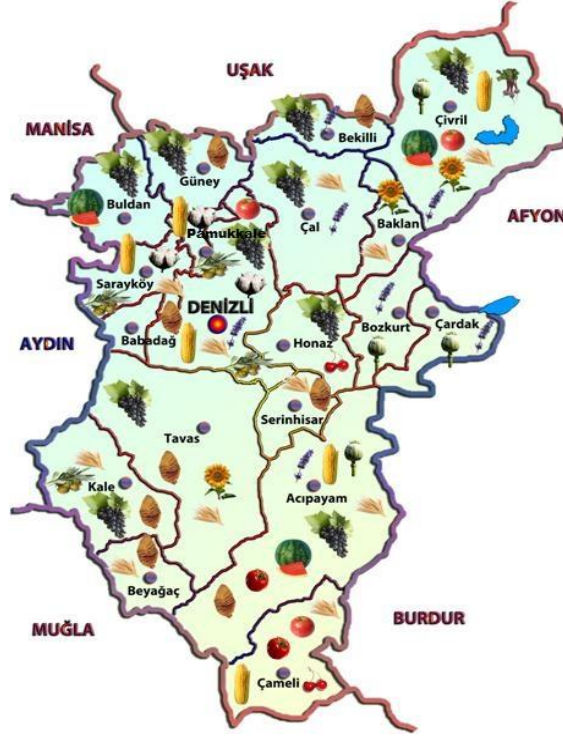 UŞAK
MANİSA
Çivril
Bekilli
Güney
Buldan
Çal
Baklan
AFYON
Pamukkale
Sarayköy
DENİZLİ
Bozkurt
Çardak
Babadağ
Honaz
AYDIN
Serinhisar
Tavas
Kale
Acıpayam
Beyağaç
MUĞLA
BURDUR
Çameli